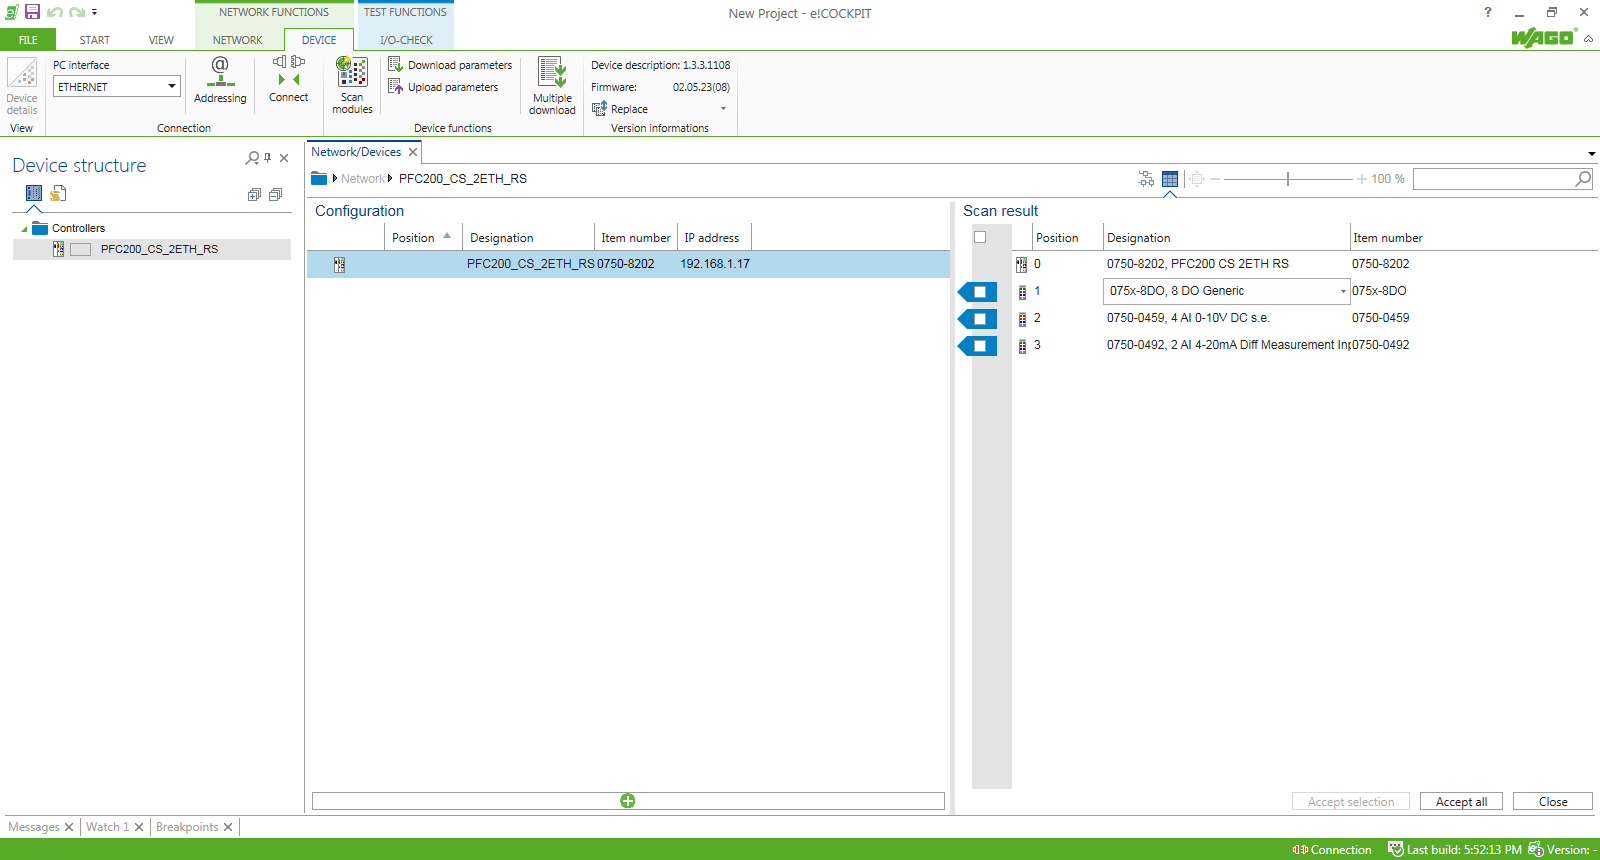 NETWORK FUNCTIONS TEST FUNCTIONS New Project - e!COCKPIT ?
FILE START VIEW NETWORK DEVICE I/O-CHECK WAGO
PC interface
ETHERNET
Device details
Addressing
Connect
Scan modules
Download parameters
Upload parameters
Multiple download
Device description: 1.3.3.1108
Firmware: 02.05.23(08)
Replace
View Connection Device functions Version informations
Device structure
Controllers
PFC200_CS_2ETH_RS
Network/Devices
Network PFC200_CS_2ETH_RS
100 %
Configuration
Position Designation Item number IP address
PFC200_CS_2ETH_RS 0750-8202 192.168.1.17
Scan result
Position Designation Item number
0 0750-8202, PFC200 CS 2ETH RS 0750-8202
1 075x-8DO, 8 DO Generic 075x-8DO
2 0750-0459, 4 AI 0-10V DC s.e. 0750-0459
3 0750-0492, 2 AI 4-20mA Diff Measurement Inp 0750-0492
Accept selection Accept all Close
Messages Watch 1 Breakpoints
Connection Last build: 5:52:13 PM Version: -